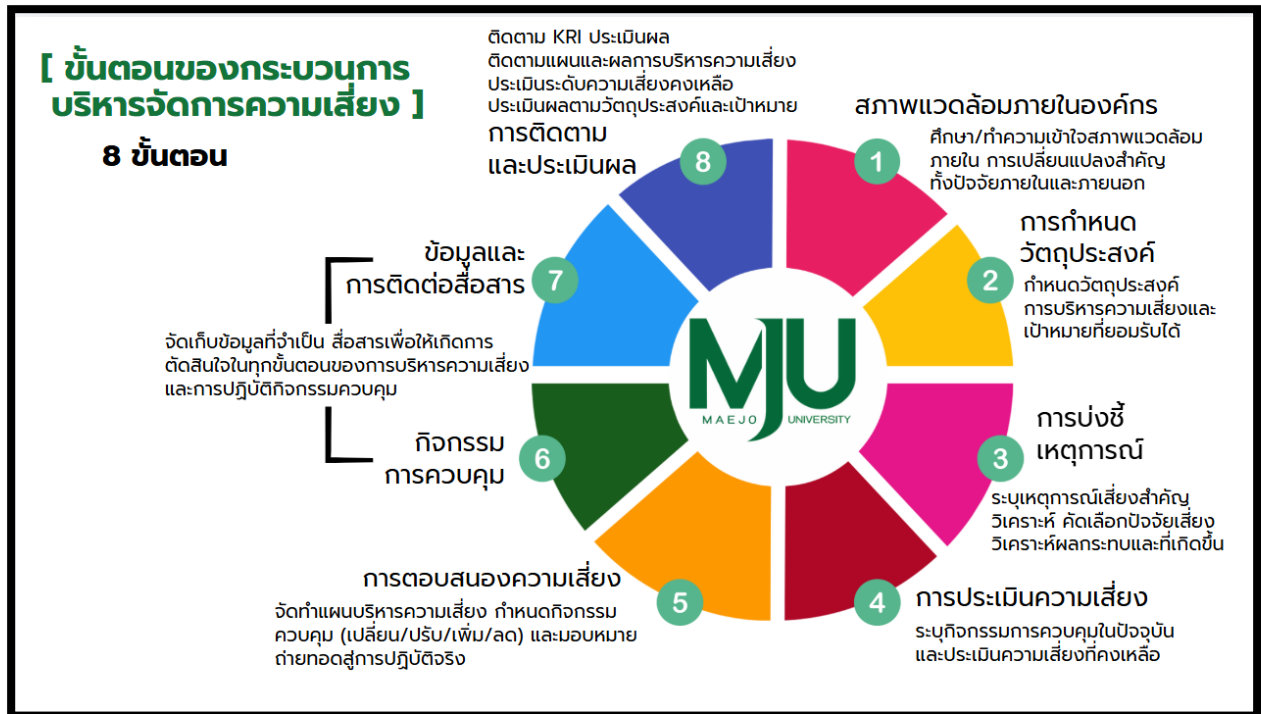 [ ขั้นตอนของกระบวนการ
บริหารจัดการความเสี่ยง ]
8 ขั้นตอน
ติดตาม KRI ประเมินผล
ติดตามแผนและผลการบริหารความเสี่ยง
ประเมินระดับความเสี่ยงคงเหลือ
ประเมินผลตามวัตถุประสงค์และเป้าหมาย
การติดตาม
และประเมินผล
8
สภาพแวดล้อมภายในองค์กร
1
ศึกษา/ทำความเข้าใจสภาพแวดล้อม
ภายใน การเปลี่ยนแปลงสำคัญ
ทั้งปัจจัยภายในและภายนอก
การกำหนด
วัตถุประสงค์
2
กำหนดวัตถุประสงค์
การบริหารความเสี่ยงและ
เป้าหมายที่ยอมรับได้
การบ่งชี้
เหตุการณ์
3
ระบุเหตุการณ์เสี่ยงสำคัญ
วิเคราะห์ คัดเลือกปัจจัยเสี่ยง
วิเคราะห์ผลกระทบและที่เกิดขึ้น
4
การประเมินความเสี่ยง
ระบุกิจกรรมการควบคุมในปัจจุบัน
และประเมินความเสี่ยงที่คงเหลือ
การตอบสนองความเสี่ยง
5
จัดทำแผนบริหารความเสี่ยง กำหนดกิจกรรม
ควบคุม (เปลี่ยน/ปรับ/เพิ่ม/ลด) และมอบหมาย
ถ่ายทอดสู่การปฏิบัติจริง
กิจกรรม
การควบคุม
6
ข้อมูลและ
การติดต่อสื่อสาร
7
จัดเก็บข้อมูลที่จำเป็น สื่อสารเพื่อให้เกิดการ
ตัดสินใจในทุกขั้นตอนของการบริหารความเสี่ยง
และการปฏิบัติกิจกรรมควบคุม
MJU
MAEJO UNIVERSITY